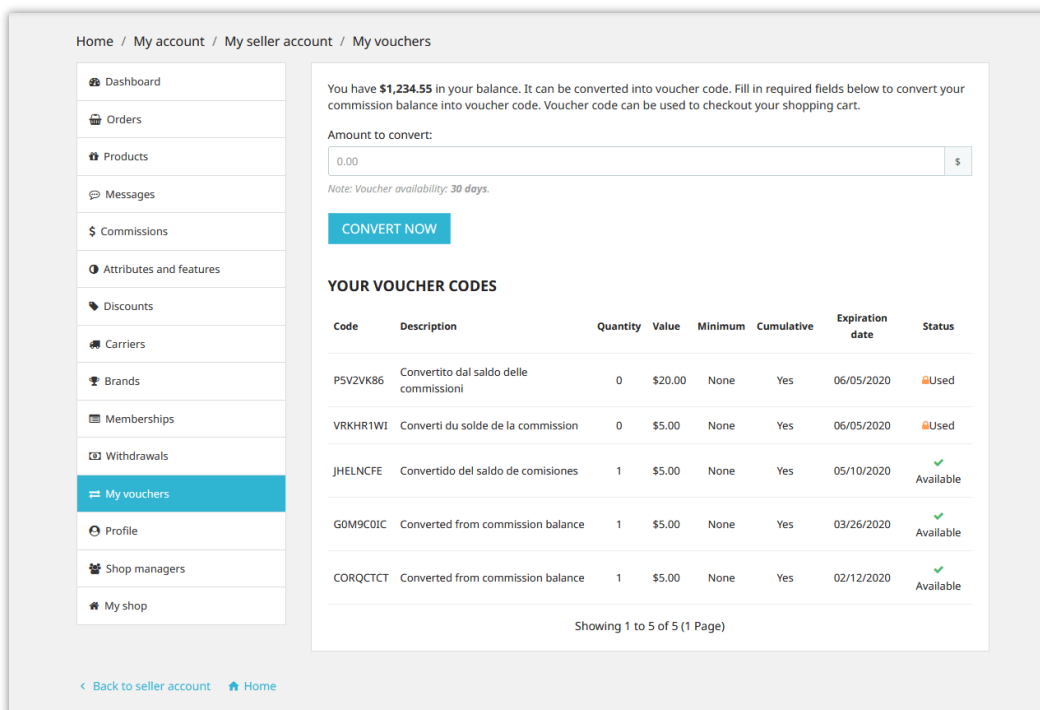 Home / My account / My seller account / My vouchers
Dashboard
Orders
Products
Messages
Commissions
Attributes and features
Discounts
Carriers
Brands
Memberships
Withdrawals
My vouchers
Profile
Shop managers
My shop
You have $1,234.55 in your balance. It can be converted into voucher code. Fill in required fields below to convert your
commission balance into voucher code. Voucher code can be used to checkout your shopping cart.
Amount to convert:
0.00 $
Note: Voucher availability: 30 days.
CONVERT NOW
YOUR VOUCHER CODES
Code Description Quantity Value Minimum Cumulative Expiration date Status
P5V2VK86 Convertito dal saldo delle commissioni 0 $20.00 None Yes 06/05/2020 Used
VRKHR1WI Converti du solde de la commission 0 $5.00 None Yes 06/05/2020 Used
JHELNCFE Convertido del saldo de comisiones 1 $5.00 None Yes 05/10/2020 Available
G0M9C0IC Converted from commission balance 1 $5.00 None Yes 03/26/2020 Available
CORQCTCT Converted from commission balance 1 $5.00 None Yes 02/12/2020 Available
Showing 1 to 5 of 5 (1 Page)
Back to seller account Home